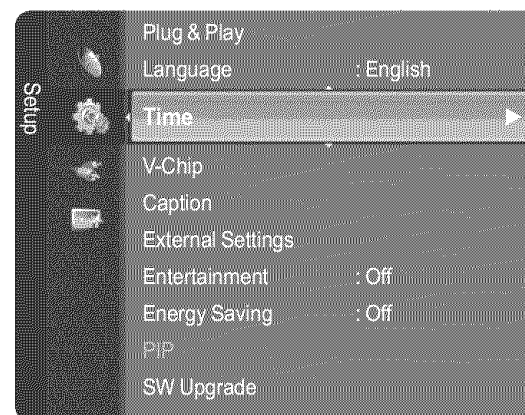 Setup
Plug & Play
Language : English
Time
V-Chip
Caption
External Settings
Entertainment : Off
Energy Saving : Off
PIP
SW Upgrade